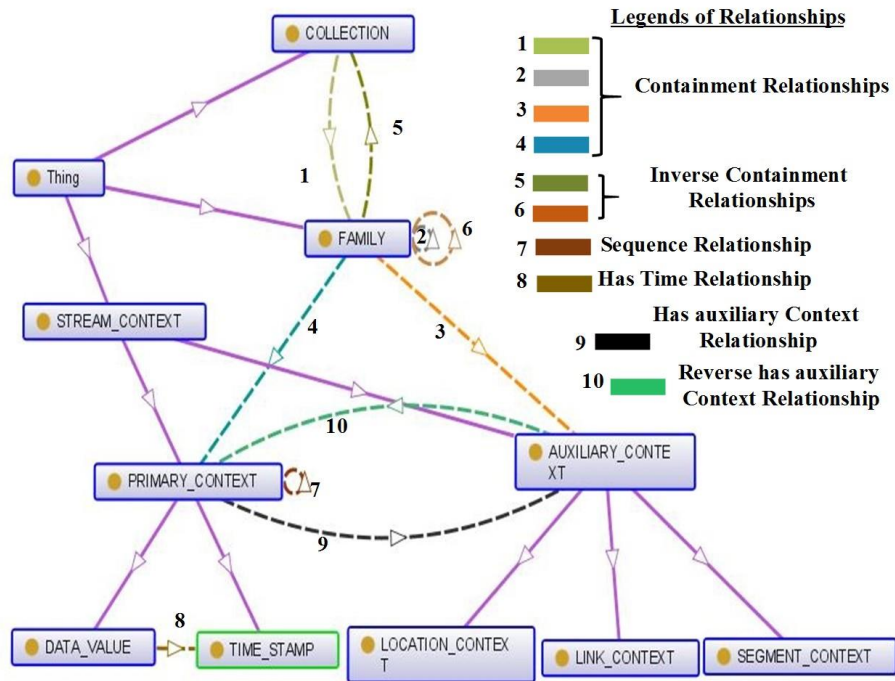 COLLECTION
Legends of Relationships
1
2
3
4
Containment Relationships
5
6
Inverse Containment
Relationships
7 Sequence Relationship
8 Has Time Relationship
Has auxiliary Context
9 Relationship
10 Reverse has auxiliary
Context Relationship
5
1
Thing
FAMILY
2
6
STREAM_CONTEXT
4
3
10
PRIMARY_CONTEXT
7
AUXILIARY_CONTE
XT
9
8
DATA_VALUE
TIME_STAMP
LOCATION_CONTEX
T
LINK_CONTEXT
SEGMENT_CONTEXT